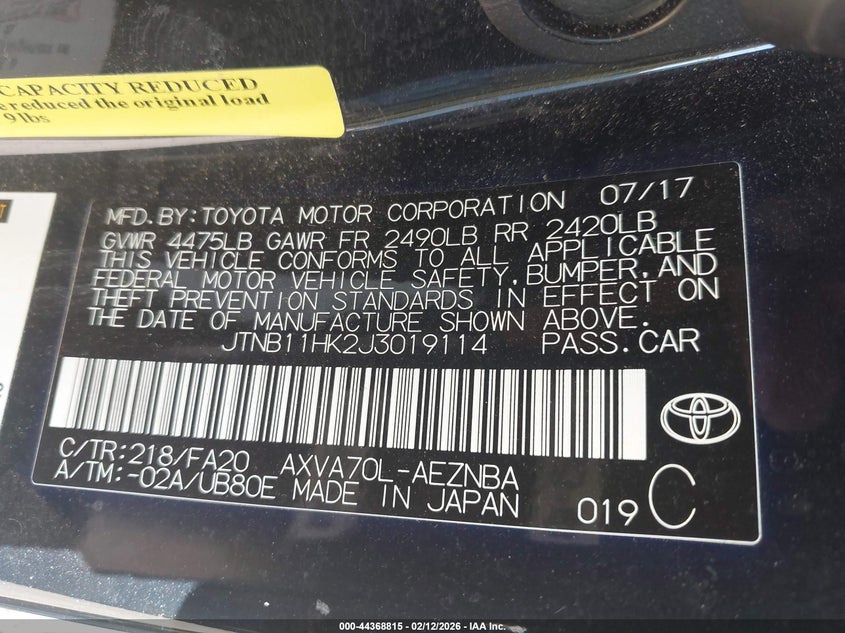 CAPACITY REDUCED
reduced the original load
9 lbs
MFD. BY: TOYOTA MOTOR CORPORATION 07/17
GVWR 4475LB GAWR FR 2490LB RR 2420LB
THIS VEHICLE CONFORMS TO ALL APPLICABLE
FEDERAL MOTOR VEHICLE SAFETY, BUMPER, AND
THEFT PREVENTION STANDARDS IN EFFECT ON
THE DATE OF MANUFACTURE SHOWN ABOVE.
JTNB11HK2J3019114 PASS. CAR
C/TR: 218/FA20 AXVA70L-AEZNBA
A/TM: -02A/UB80E MADE IN JAPAN
019 C
000-44368815 - 02/12/2026 - IAA Inc.